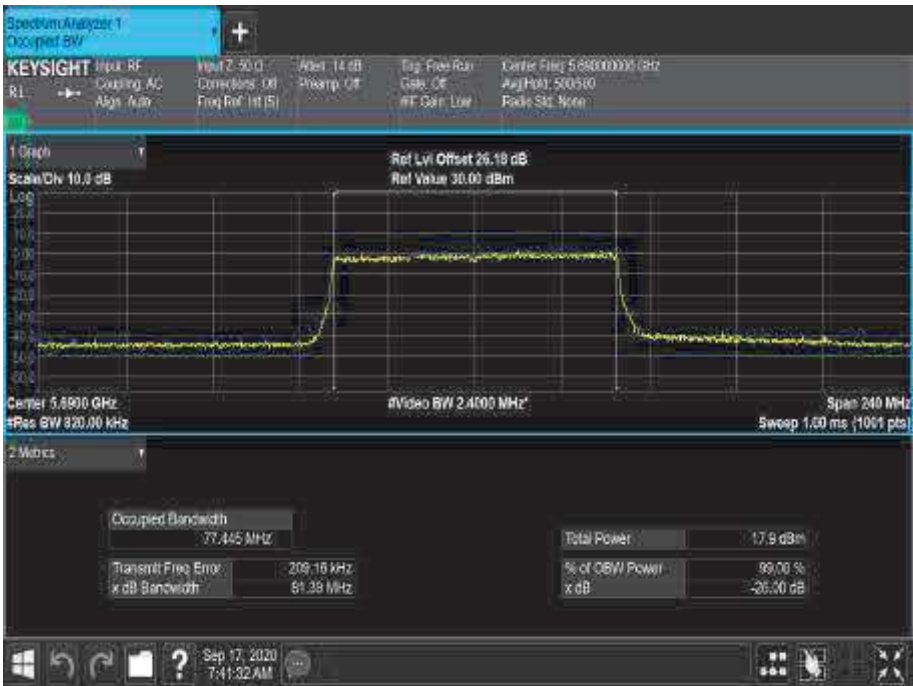 Spectrum Analyzer 1
Occupied BW
+
KEYSIGHT Input: RF
Coupling: AC
Align: Auto
Input Z: 50 Ω
Corrections: Off
Freq Ref: Int (S)
Atten: 14 dB
Preamp: Off
Trig: Free Run
Gate: Off
#IF Gain: Low
Center Freq: 5.690000000 GHz
Avg|Hold: 500/500
Radio Std: None
1 Graph
Scale/Div 10.0 dB
Ref Lvl Offset 26.18 dB
Ref Value 30.00 dBm
Log
Center 5.6900 GHz
#Res BW 820.00 kHz
#Video BW 2.4000 MHz*
Span 240 MHz
Sweep 1.00 ms (1001 pts)
2 Metrics
Occupied Bandwidth
77.445 MHz
Transmit Freq Error 209.16 kHz
x dB Bandwidth 81.39 MHz
Total Power 17.9 dBm
% of OBW Power 99.00 %
x dB -26.00 dB
?
Sep 17, 2020
7:41:32 AM